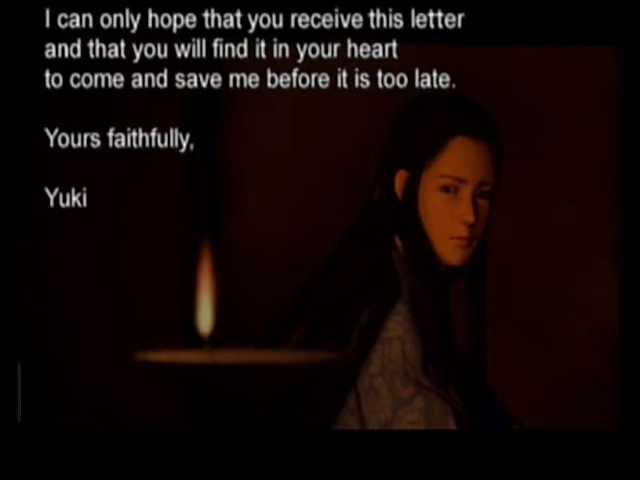 I can only hope that you receive this letter
and that you will find it in your heart
to come and save me before it is too late.
Yours faithfully,
Yuki